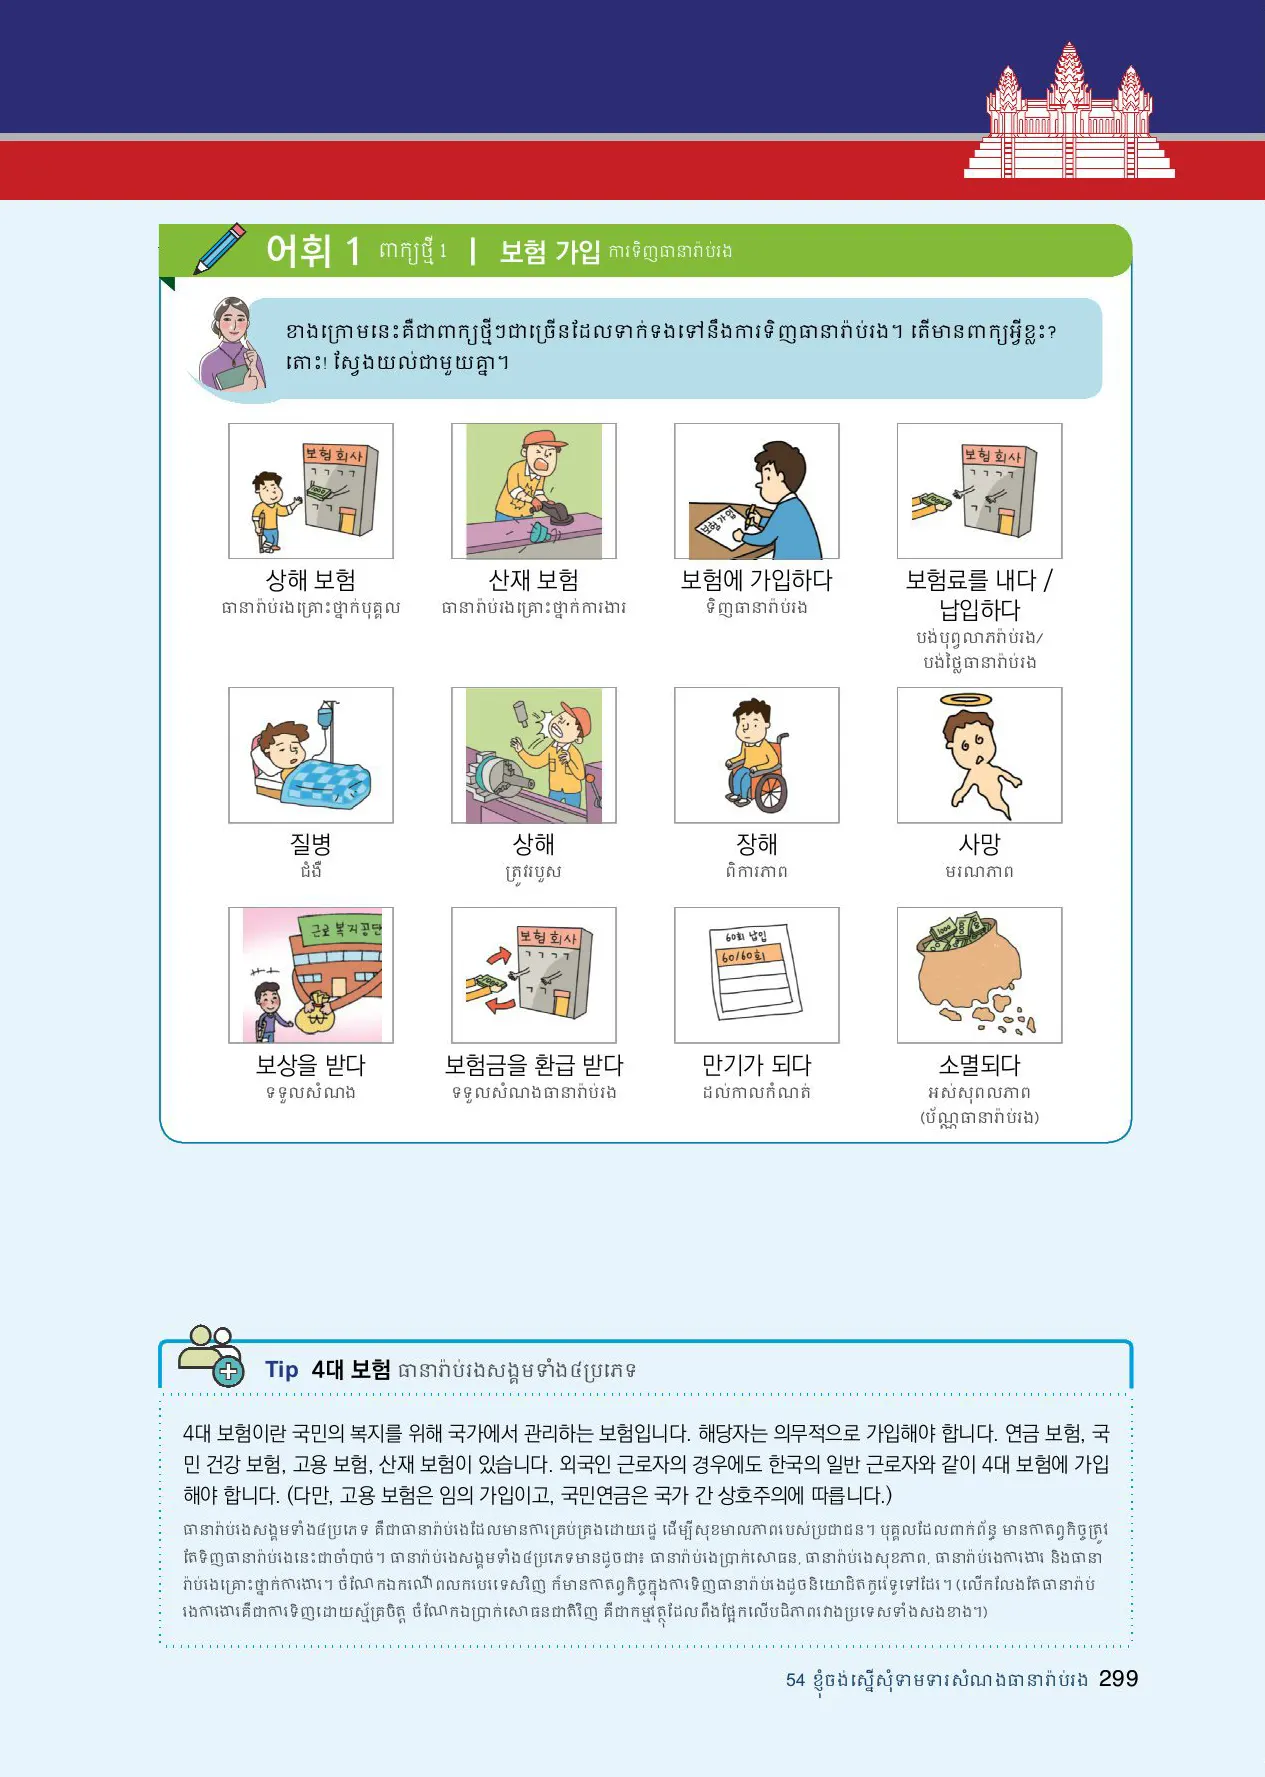 어휘 1 ពាក្យថ្មី 1 | 보험 가입 ការទិញធានារ៉ាប់រង
ខាងក្រោមនេះគឺជាពាក្យថ្មីៗជាច្រើនដែលទាក់ទងទៅនឹងការទិញធានារ៉ាប់រង។ តើមានពាក្យអ្វីខ្លះ?
តោះ! ស្វែងយល់ជាមួយគ្នា។
보험 회사
보험 가입
보험 회사
상해 보험
ធានារ៉ាប់រងគ្រោះថ្នាក់បុគ្គល
산재 보험
ធានារ៉ាប់រងគ្រោះថ្នាក់ការងារ
보험에 가입하다
ទិញធានារ៉ាប់រង
보험료를 내다 /
납입하다
បង់បុព្វលាភរ៉ាប់រង/
បង់ថ្លៃធានារ៉ាប់រង
질병
ជំងឺ
상해
ត្រូវរបួស
장해
ពិការភាព
사망
មរណភាព
근로복지공단
보험 회사
60회 납입
60/60회
보상을 받다
ទទួលសំណង
보험금을 환급 받다
ទទួលសំណងធានារ៉ាប់រង
만기가 되다
ដល់កាលកំណត់
소멸되다
អស់សុពលភាព
(ប័ណ្ណធានារ៉ាប់រង)
Tip 4대 보험 ធានារ៉ាប់រងសង្គមទាំង៤ប្រភេទ
4대 보험이란 국민의 복지를 위해 국가에서 관리하는 보험입니다. 해당자는 의무적으로 가입해야 합니다. 연금 보험, 국
민 건강 보험, 고용 보험, 산재 보험이 있습니다. 외국인 근로자의 경우에도 한국의 일반 근로자와 같이 4대 보험에 가입
해야 합니다. (다만, 고용 보험은 임의 가입이고, 국민연금은 국가 간 상호주의에 따릅니다.)
ធានារ៉ាប់រងសង្គមទាំង៤ប្រភេទ គឺជាធានារ៉ាប់រងដែលមានការគ្រប់គ្រងដោយរដ្ឋ ដើម្បីសុខមាលភាពរបស់ប្រជាជន។ បុគ្គលដែលពាក់ព័ន្ធ មានកាតព្វកិច្ចត្រូវ
តែទិញធានារ៉ាប់រងនេះជាចាំបាច់។ ធានារ៉ាប់រងសង្គមទាំង៤ប្រភេទមានដូចជា៖ ធានារ៉ាប់រងប្រាក់សោធន, ធានារ៉ាប់រងសុខភាព, ធានារ៉ាប់រងការងារ និងធានា
រ៉ាប់រងគ្រោះថ្នាក់ការងារ។ ចំណែកឯករណីពលករបរទេសវិញ ក៏មានកាតព្វកិច្ចក្នុងការទិញធានារ៉ាប់រងដូចនិយោជិតកូរ៉េទូទៅដែរ។ (លើកលែងតែធានារ៉ាប់
រងការងារគឺជាការទិញដោយស្ម័គ្រចិត្ត ចំណែកឯប្រាក់សោធនជាតិវិញ គឺជាកម្មវត្ថុដែលពឹងផ្អែកលើបដិភាពរវាងប្រទេសទាំងសងខាង។)
54 ខ្ញុំចង់ស្នើសុំទាមទារសំណងធានារ៉ាប់រង 299